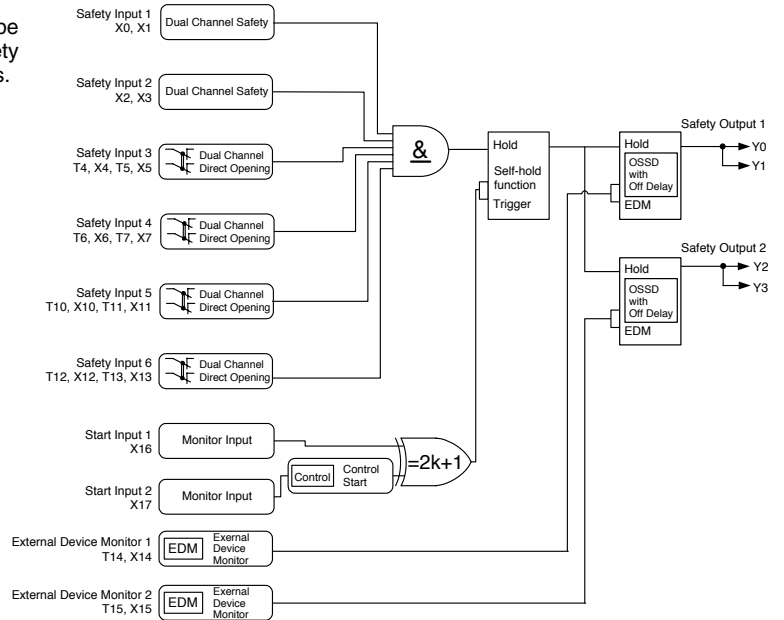 be
ety
s.
Safety Input 1
X0, X1
Dual Channel Safety
Safety Input 2
X2, X3
Dual Channel Safety
Safety Input 3
T4, X4, T5, X5
Dual Channel
Direct Opening
Safety Input 4
T6, X6, T7, X7
Dual Channel
Direct Opening
Safety Input 5
T10, X10, T11, X11
Dual Channel
Direct Opening
Safety Input 6
T12, X12, T13, X13
Dual Channel
Direct Opening
Start Input 1
X16
Monitor Input
Start Input 2
X17
Monitor Input
Control
Control
Start
External Device Monitor 1
T14, X14
EDM
Exernal
Device
Monitor
External Device Monitor 2
T15, X15
EDM
Exernal
Device
Monitor
&
=2k+1
Hold
Self-hold
function
Trigger
Safety Output 1
Hold
OSSD
with
Off Delay
EDM
Y0
Y1
Safety Output 2
Hold
OSSD
with
Off Delay
EDM
Y2
Y3